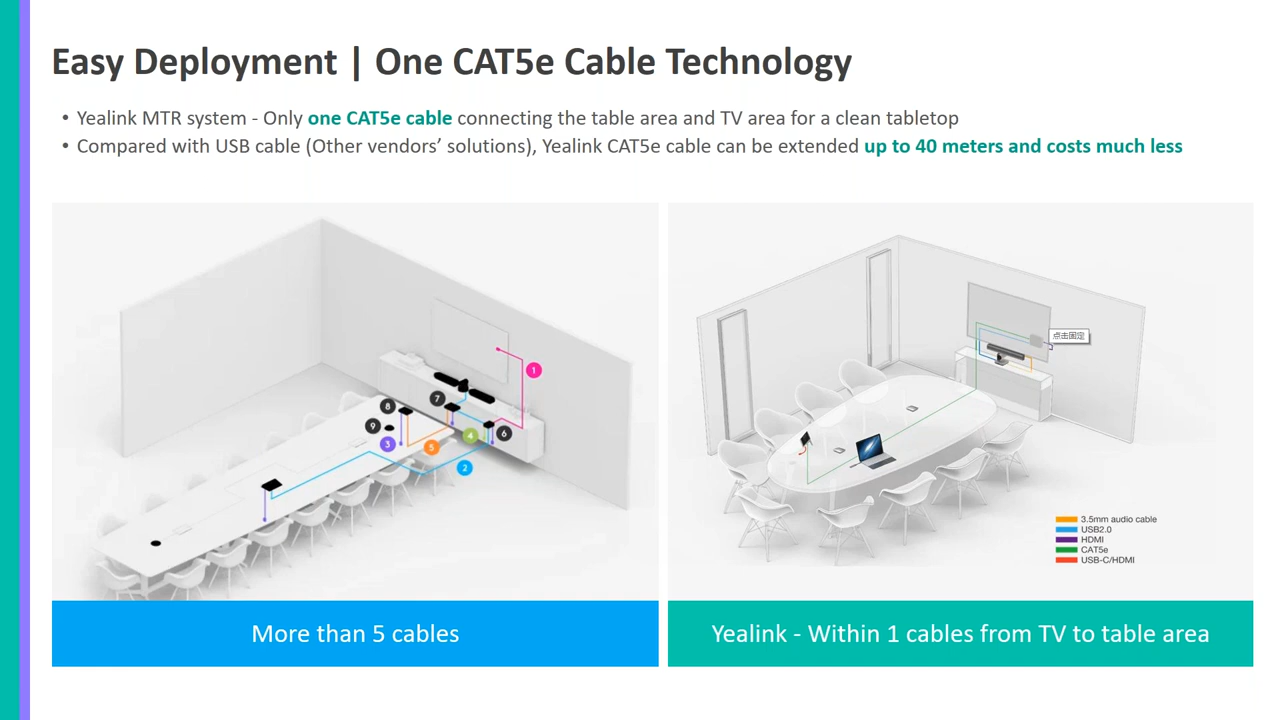 Easy Deployment | One CAT5e Cable Technology
• Yealink MTR system - Only one CAT5e cable connecting the table area and TV area for a clean tabletop
• Compared with USB cable (Other vendors’ solutions), Yealink CAT5e cable can be extended up to 40 meters and costs much less
1
7
8
9
6
3
4
5
2
点击固定
3.5mm audio cable
USB2.0
HDMI
CAT5e
USB-C/HDMI
More than 5 cables
Yealink - Within 1 cables from TV to table area